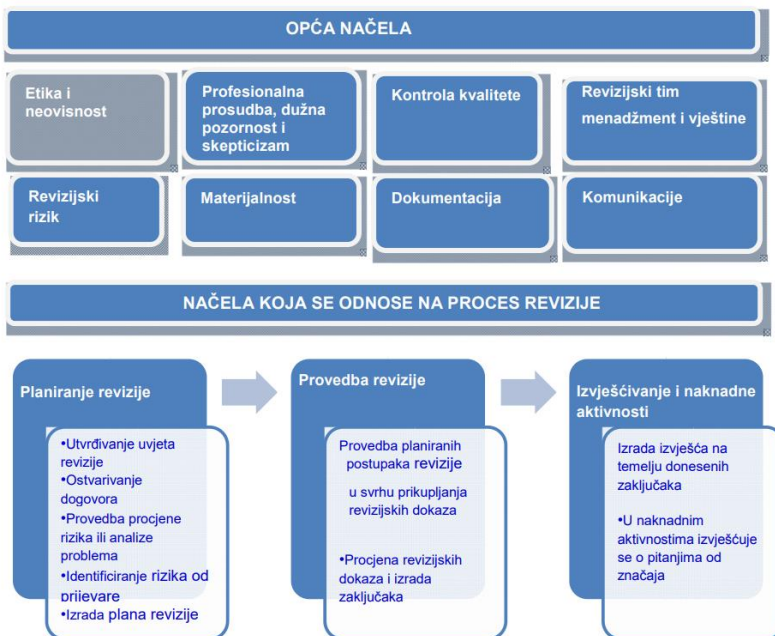 OPĆA NAČELA
Etika i
neovisnost
Profesionalna
prosudba, dužna
pozornost i
skepticizam
Kontrola kvalitete
Revizijski tim
menadžment i vještine
Revizijski
rizik
Materijalnost
Dokumentacija
Komunikacije
NAČELA KOJA SE ODNOSE NA PROCES REVIZIJE
Planiranje revizije
•Utvrđivanje uvjeta
revizije
•Ostvarivanje
dogovora
•Provedba procjene
rizika ili analize
problema
•Identificiranje rizika od
prijevare
•Izrada plana revizije
Provedba revizije
Provedba planiranih
postupaka revizije
u svrhu prikupljanja
revizijskih dokaza
•Procjena revizijskih
dokaza i izrada
zaključaka
Izvješćivanje i naknadne
aktivnosti
Izrada izvješća na
temelju donesenih
zaključaka
•U naknadnim
aktivnostima izvješćuje
se o pitanjima od
značaja